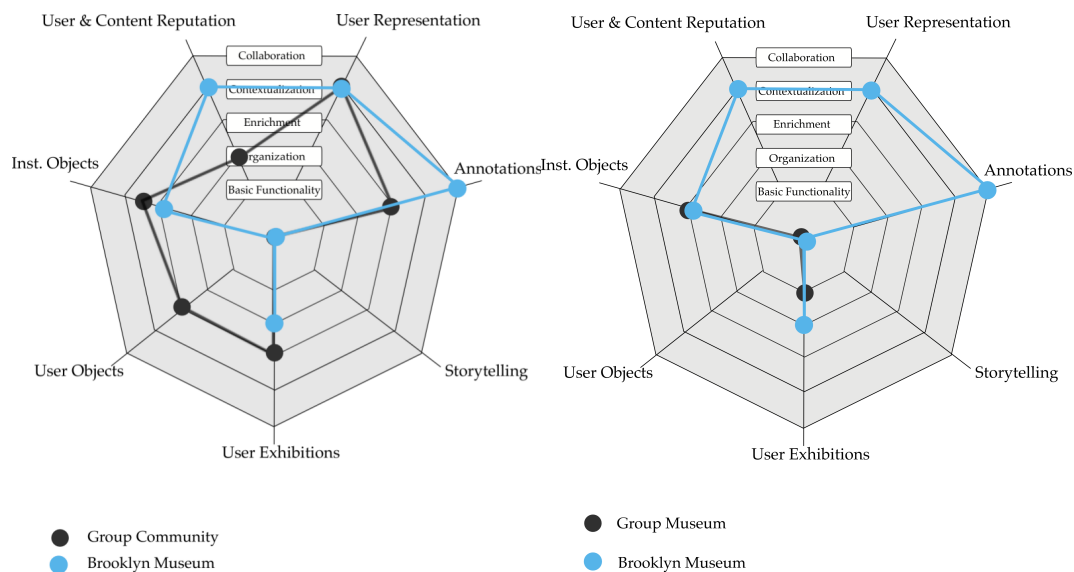 User & Content Reputation
User Representation
Collaboration
Contextualization
Enrichment
Organization
Basic Functionality
Inst. Objects
Annotations
User Objects
Storytelling
User Exhibitions
Group Community
Brooklyn Museum
User & Content Reputation
User Representation
Collaboration
Contextualization
Enrichment
Organization
Basic Functionality
Inst. Objects
Annotations
User Objects
Storytelling
User Exhibitions
Group Museum
Brooklyn Museum